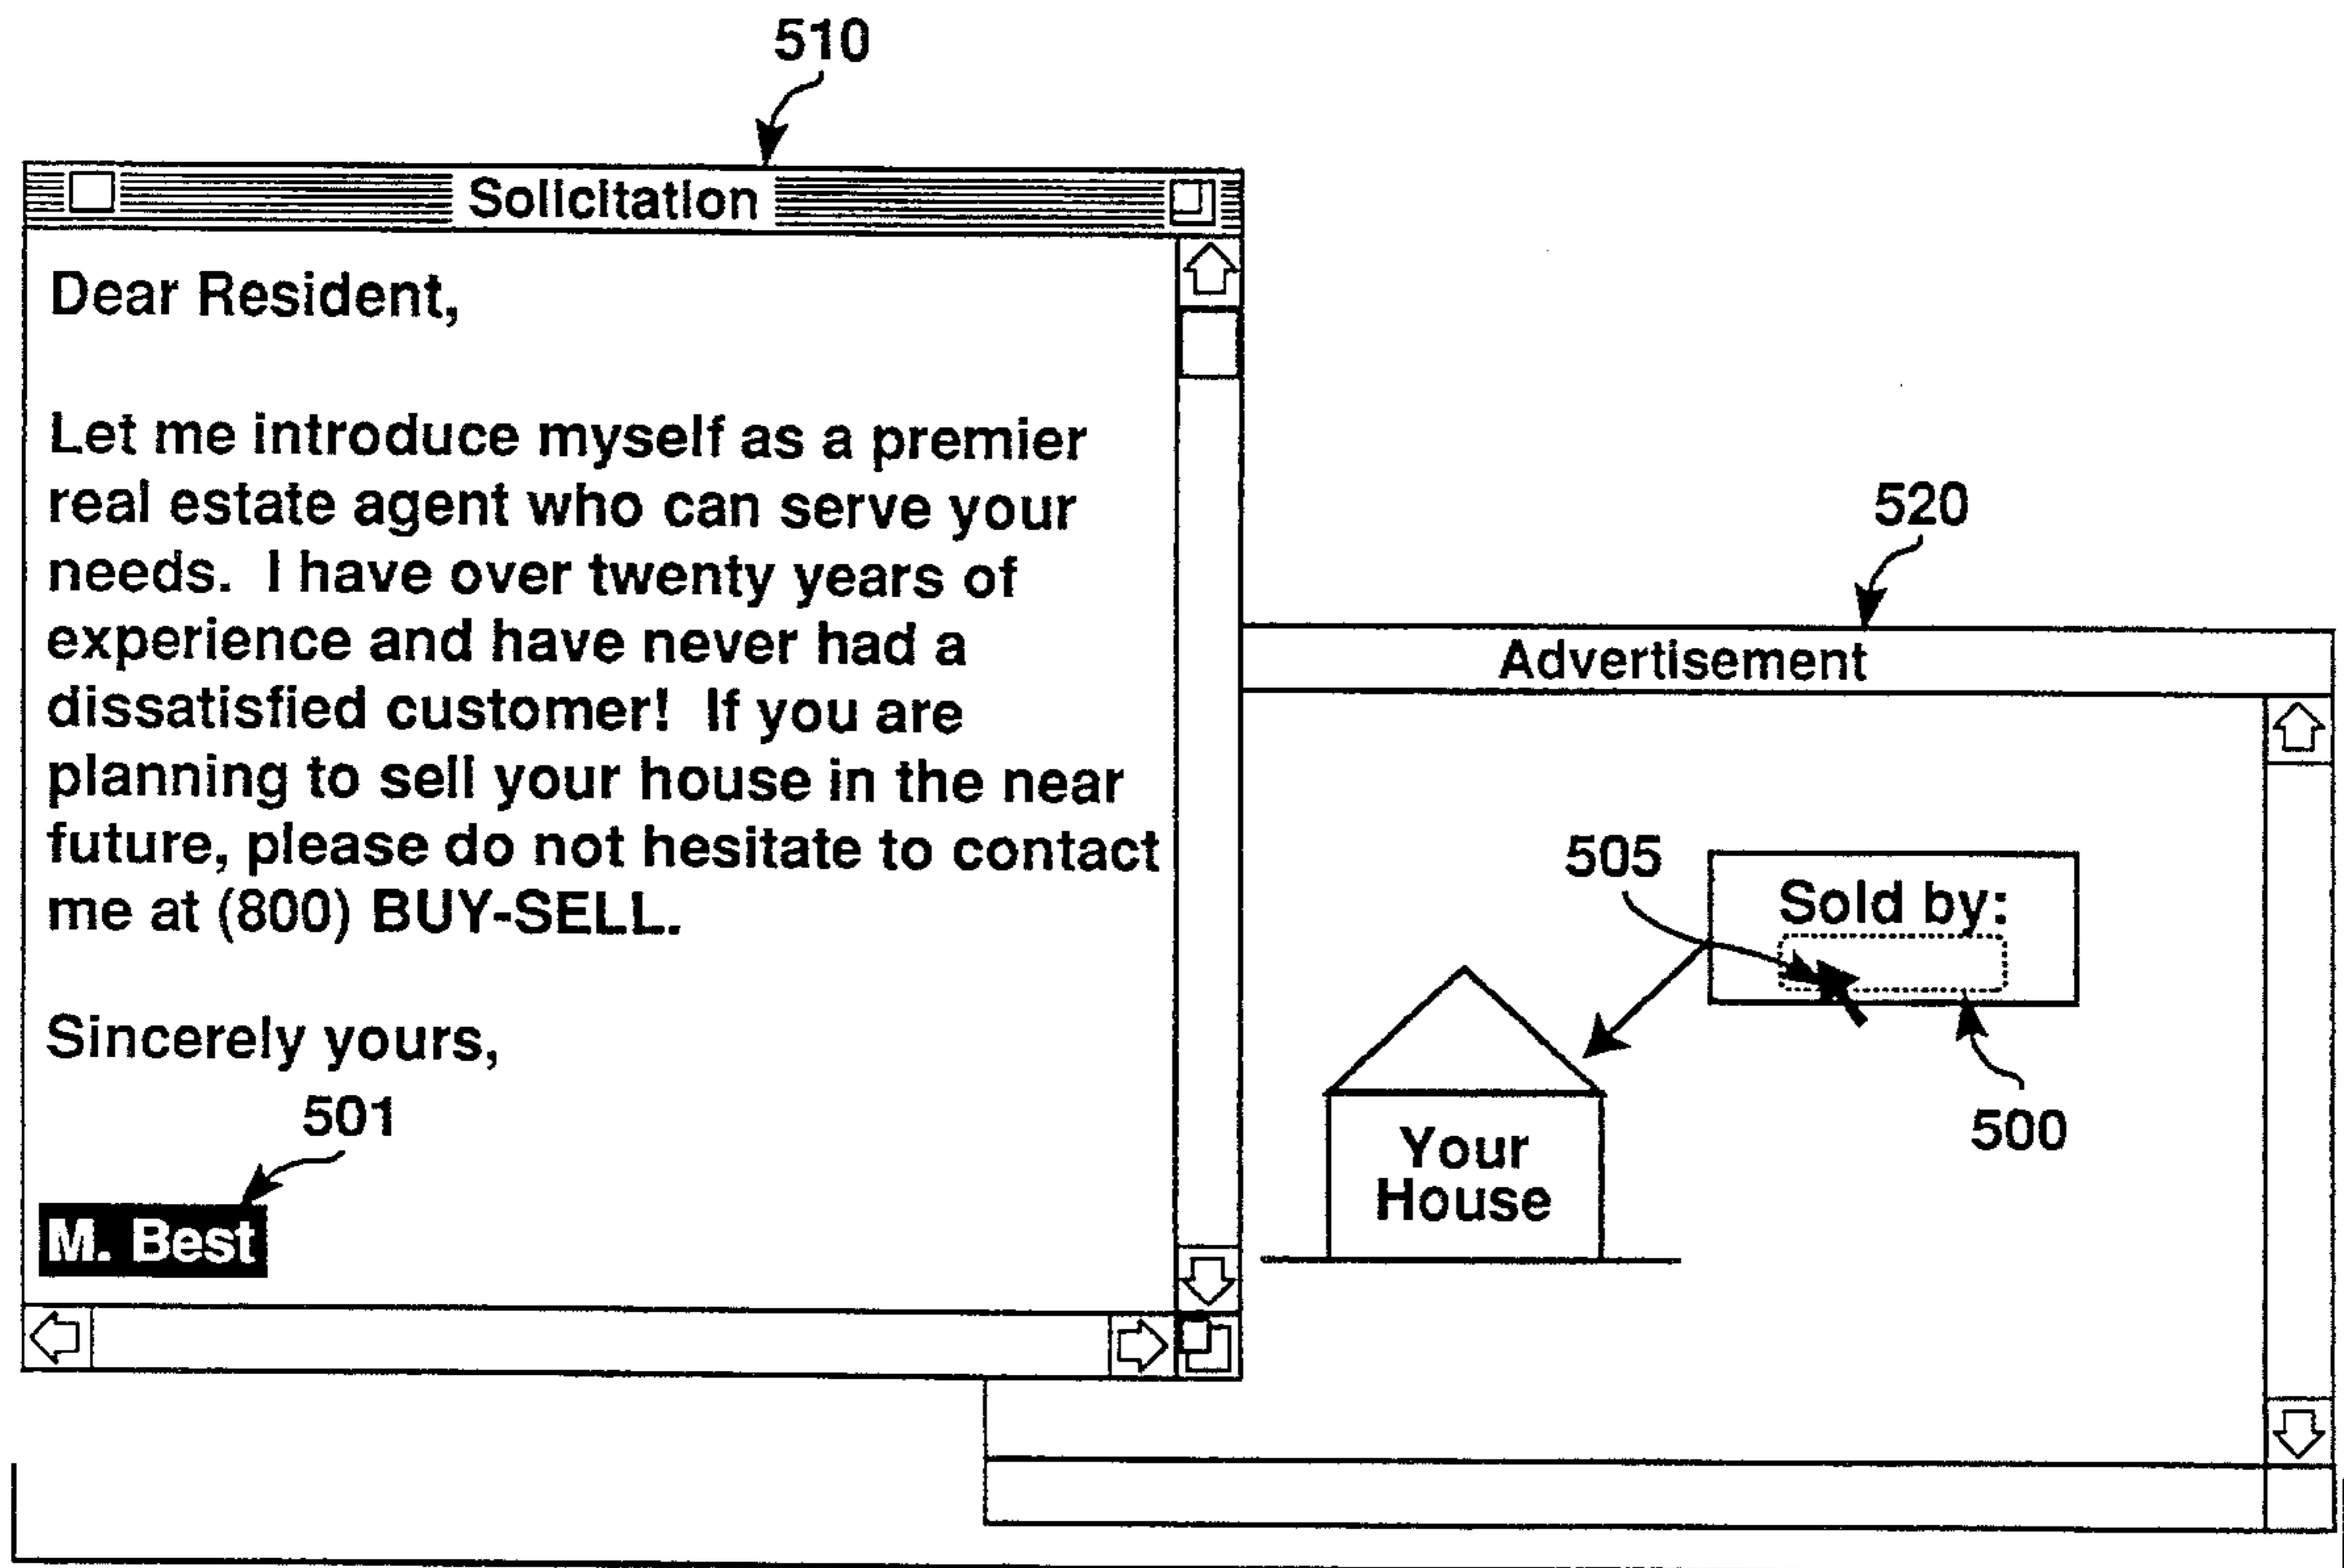 510
Solicitation
Dear Resident,
Let me introduce myself as a premier
real estate agent who can serve your
needs. I have over twenty years of
experience and have never had a
dissatisfied customer! If you are
planning to sell your house in the near
future, please do not hesitate to contact
me at (800) BUY-SELL.
Sincerely yours,
501
M. Best
520
Advertisement
505
Sold by:
500
Your
House